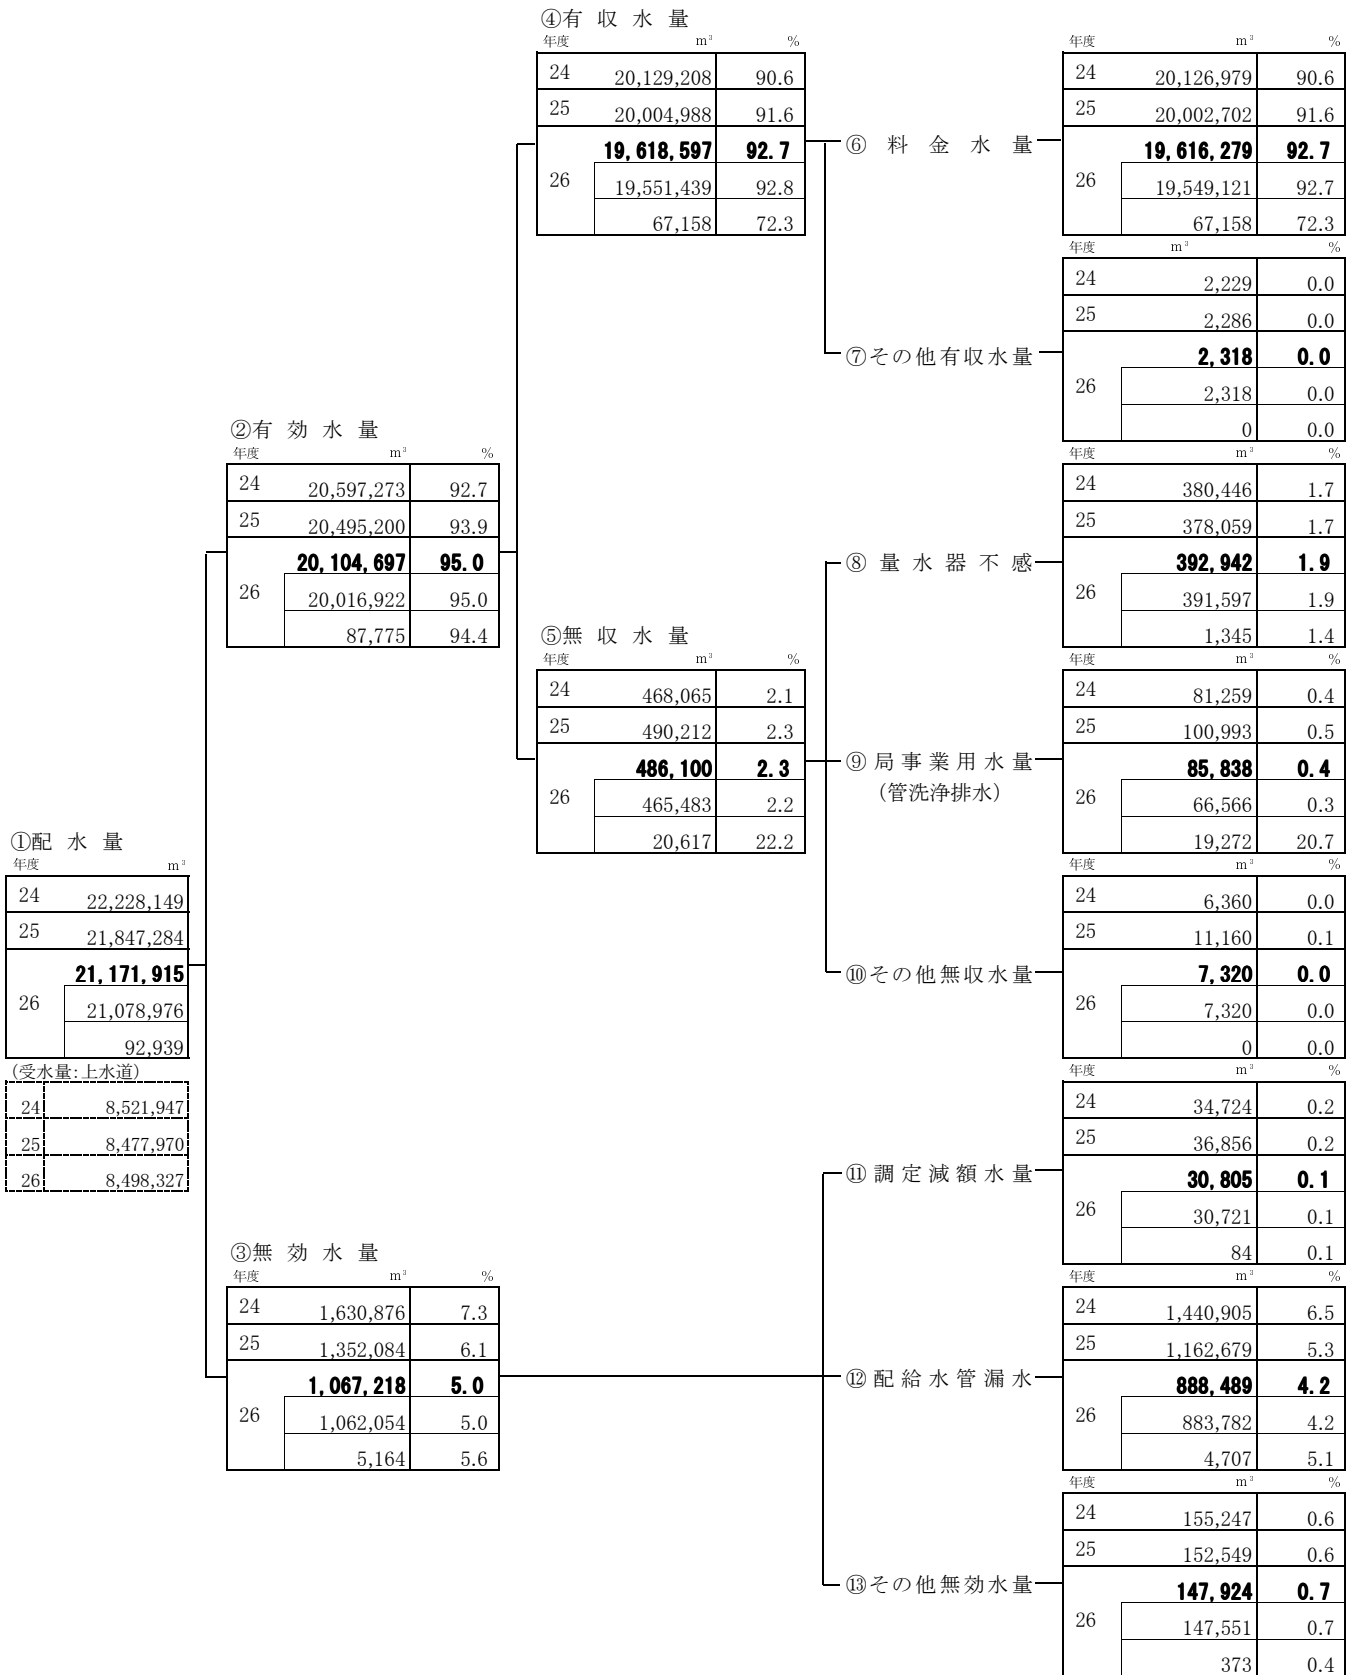 ④有 収 水 量
年度 m³ %
24 20,129,208 90.6
25 20,004,988 91.6
19,618,597 92.7
26 19,551,439 92.8
67,158 72.3
⑥ 料 金 水 量
年度 m³ %
24 20,126,979 90.6
25 20,002,702 91.6
19,616,279 92.7
26 19,549,121 92.7
67,158 72.3
⑦その他有収水量
年度 m³ %
24 2,229 0.0
25 2,286 0.0
2,318 0.0
26 2,318 0.0
0 0.0
②有 効 水 量
年度 m³ %
24 20,597,273 92.7
25 20,495,200 93.9
20,104,697 95.0
26 20,016,922 95.0
87,775 94.4
⑧ 量 水 器 不 感
年度 m³ %
24 380,446 1.7
25 378,059 1.7
392,942 1.9
26 391,597 1.9
1,345 1.4
⑤無 収 水 量
年度 m³ %
24 468,065 2.1
25 490,212 2.3
486,100 2.3
26 465,483 2.2
20,617 22.2
⑨ 局 事 業 用 水 量
(管洗浄排水)
年度 m³ %
24 81,259 0.4
25 100,993 0.5
85,838 0.4
26 66,566 0.3
19,272 20.7
①配 水 量
年度 m³
24 22,228,149
25 21,847,284
21,171,915
26 21,078,976
92,939
(受水量:上水道)
24 8,521,947
25 8,477,970
26 8,498,327
⑩その他無収水量
年度 m³ %
24 6,360 0.0
25 11,160 0.1
7,320 0.0
26 7,320 0.0
0 0.0
⑪ 調 定 減 額 水 量
年度 m³ %
24 34,724 0.2
25 36,856 0.2
30,805 0.1
26 30,721 0.1
84 0.1
③無 効 水 量
年度 m³ %
24 1,630,876 7.3
25 1,352,084 6.1
1,067,218 5.0
26 1,062,054 5.0
5,164 5.6
⑫ 配 給 水 管 漏 水
年度 m³ %
24 1,440,905 6.5
25 1,162,679 5.3
888,489 4.2
26 883,782 4.2
4,707 5.1
⑬その他無効水量
年度 m³ %
24 155,247 0.6
25 152,549 0.6
147,924 0.7
26 147,551 0.7
373 0.4